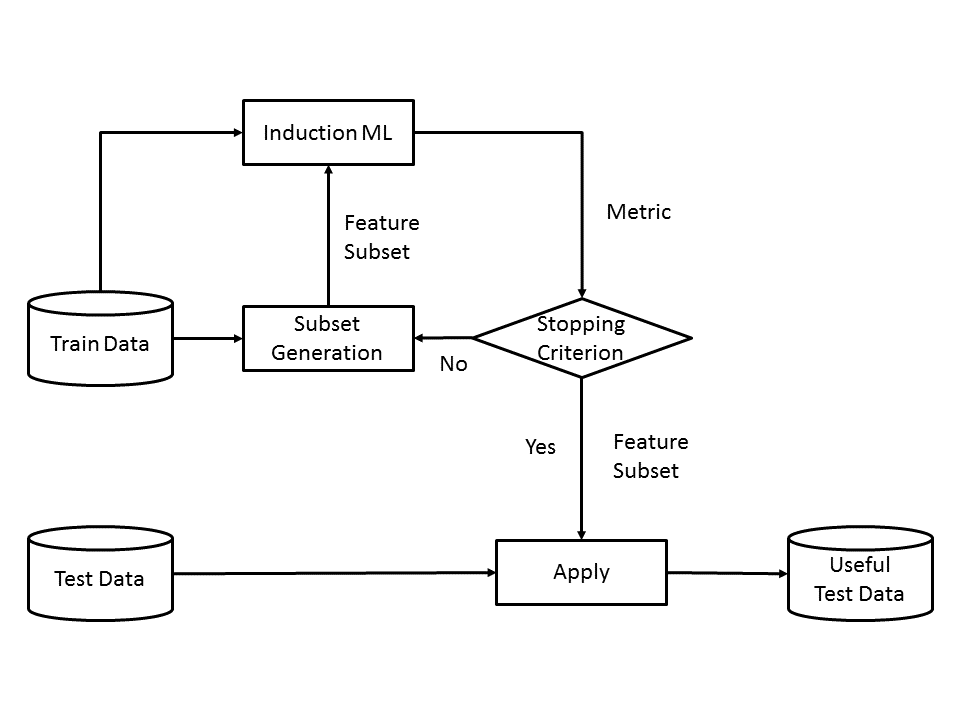 Induction ML
Metric
Feature
Subset
Train Data
Subset
Generation
Stopping
Criterion
No
Yes
Feature
Subset
Test Data
Apply
Useful
Test Data